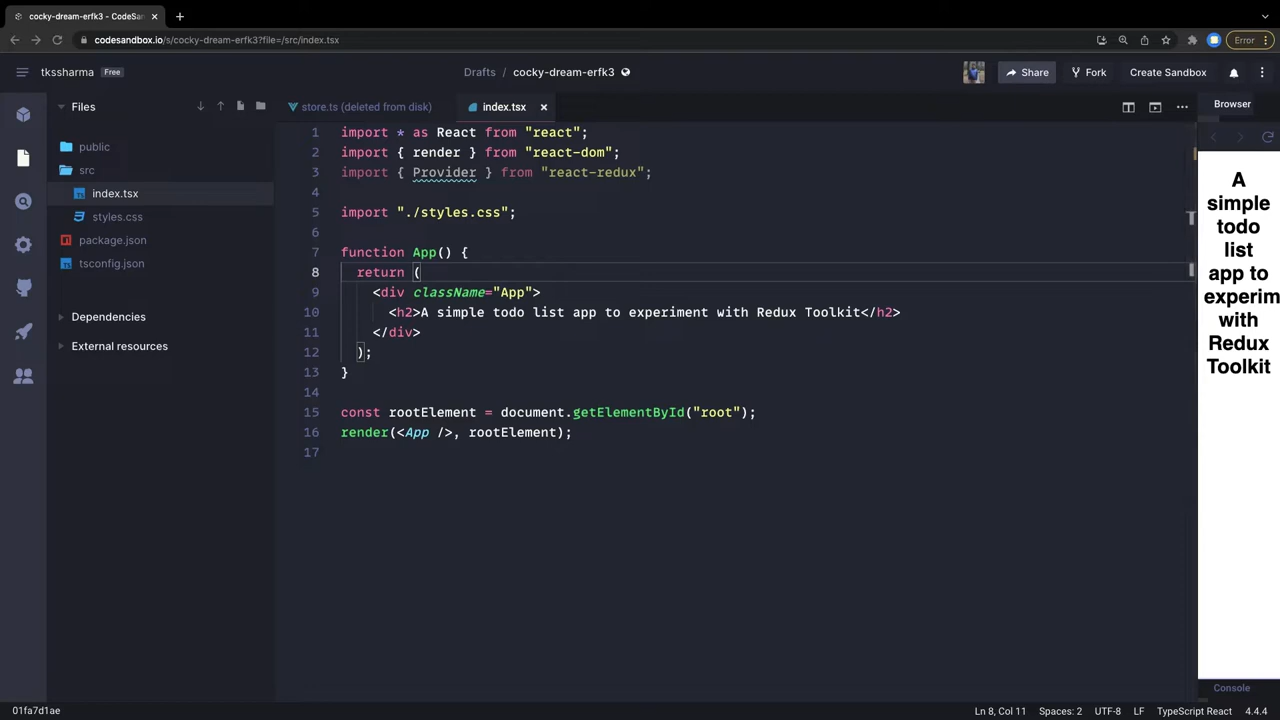 cocky-dream-erfk3 - CodeSan
codesandbox.io/s/cocky-dream-erfk3?file=/src/index.tsx
Error
tkssharma Free
Drafts / cocky-dream-erfk3
Share
Fork
Create Sandbox
Files
store.ts (deleted from disk)
index.tsx
Browser
public
src
index.tsx
styles.css
package.json
tsconfig.json
Dependencies
External resources
1 import * as React from "react";
2 import { render } from "react-dom";
3 import { Provider } from "react-redux";
4
5 import "./styles.css";
6
7 function App() {
8 return (
9 <div className="App">
10 <h2>A simple todo list app to experiment with Redux Toolkit</h2>
11 </div>
12 );
13 }
14
15 const rootElement = document.getElementById("root");
16 render(<App />, rootElement);
17
A
simple
todo
list
app to
experim
with
Redux
Toolkit
Console
01fa7d1ae
Ln 8, Col 11
Spaces: 2
UTF-8
LF
TypeScript React
4.4.4